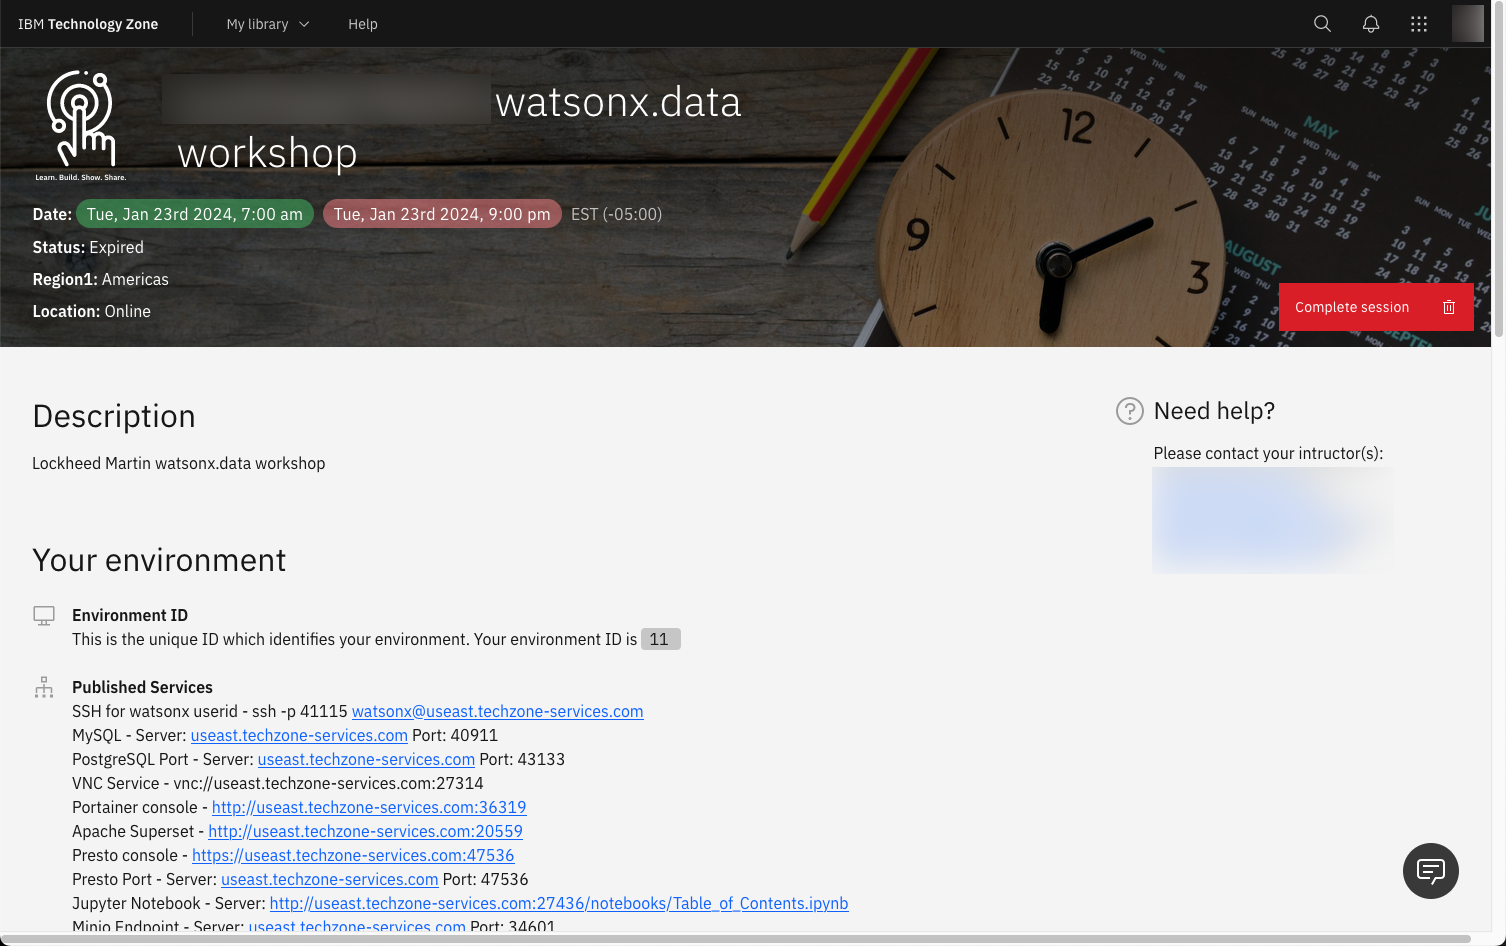 IBM Technology Zone
My library
Help
watsonx.data
workshop
Learn. Build. Show. Share.
Date: Tue, Jan 23rd 2024, 7:00 am Tue, Jan 23rd 2024, 9:00 pm EST (-05:00)
Status: Expired
Region1: Americas
Location: Online
12
9
3
MAY
AUGUST
Complete session
Description
Lockheed Martin watsonx.data workshop
Need help?
Please contact your intructor(s):
Your environment
Environment ID
This is the unique ID which identifies your environment. Your environment ID is 11
Published Services
SSH for watsonx userid - ssh -p 41115 watsonx@useast.techzone-services.com
MySQL - Server: useast.techzone-services.com Port: 40911
PostgreSQL Port - Server: useast.techzone-services.com Port: 43133
VNC Service - vnc://useast.techzone-services.com:27314
Portainer console - http://useast.techzone-services.com:36319
Apache Superset - http://useast.techzone-services.com:20559
Presto console - https://useast.techzone-services.com:47536
Presto Port - Server: useast.techzone-services.com Port: 47536
Jupyter Notebook - Server: http://useast.techzone-services.com:27436/notebooks/Table_of_Contents.ipynb
Minio Endpoint - Server: useast.techzone-services.com Port: 34601